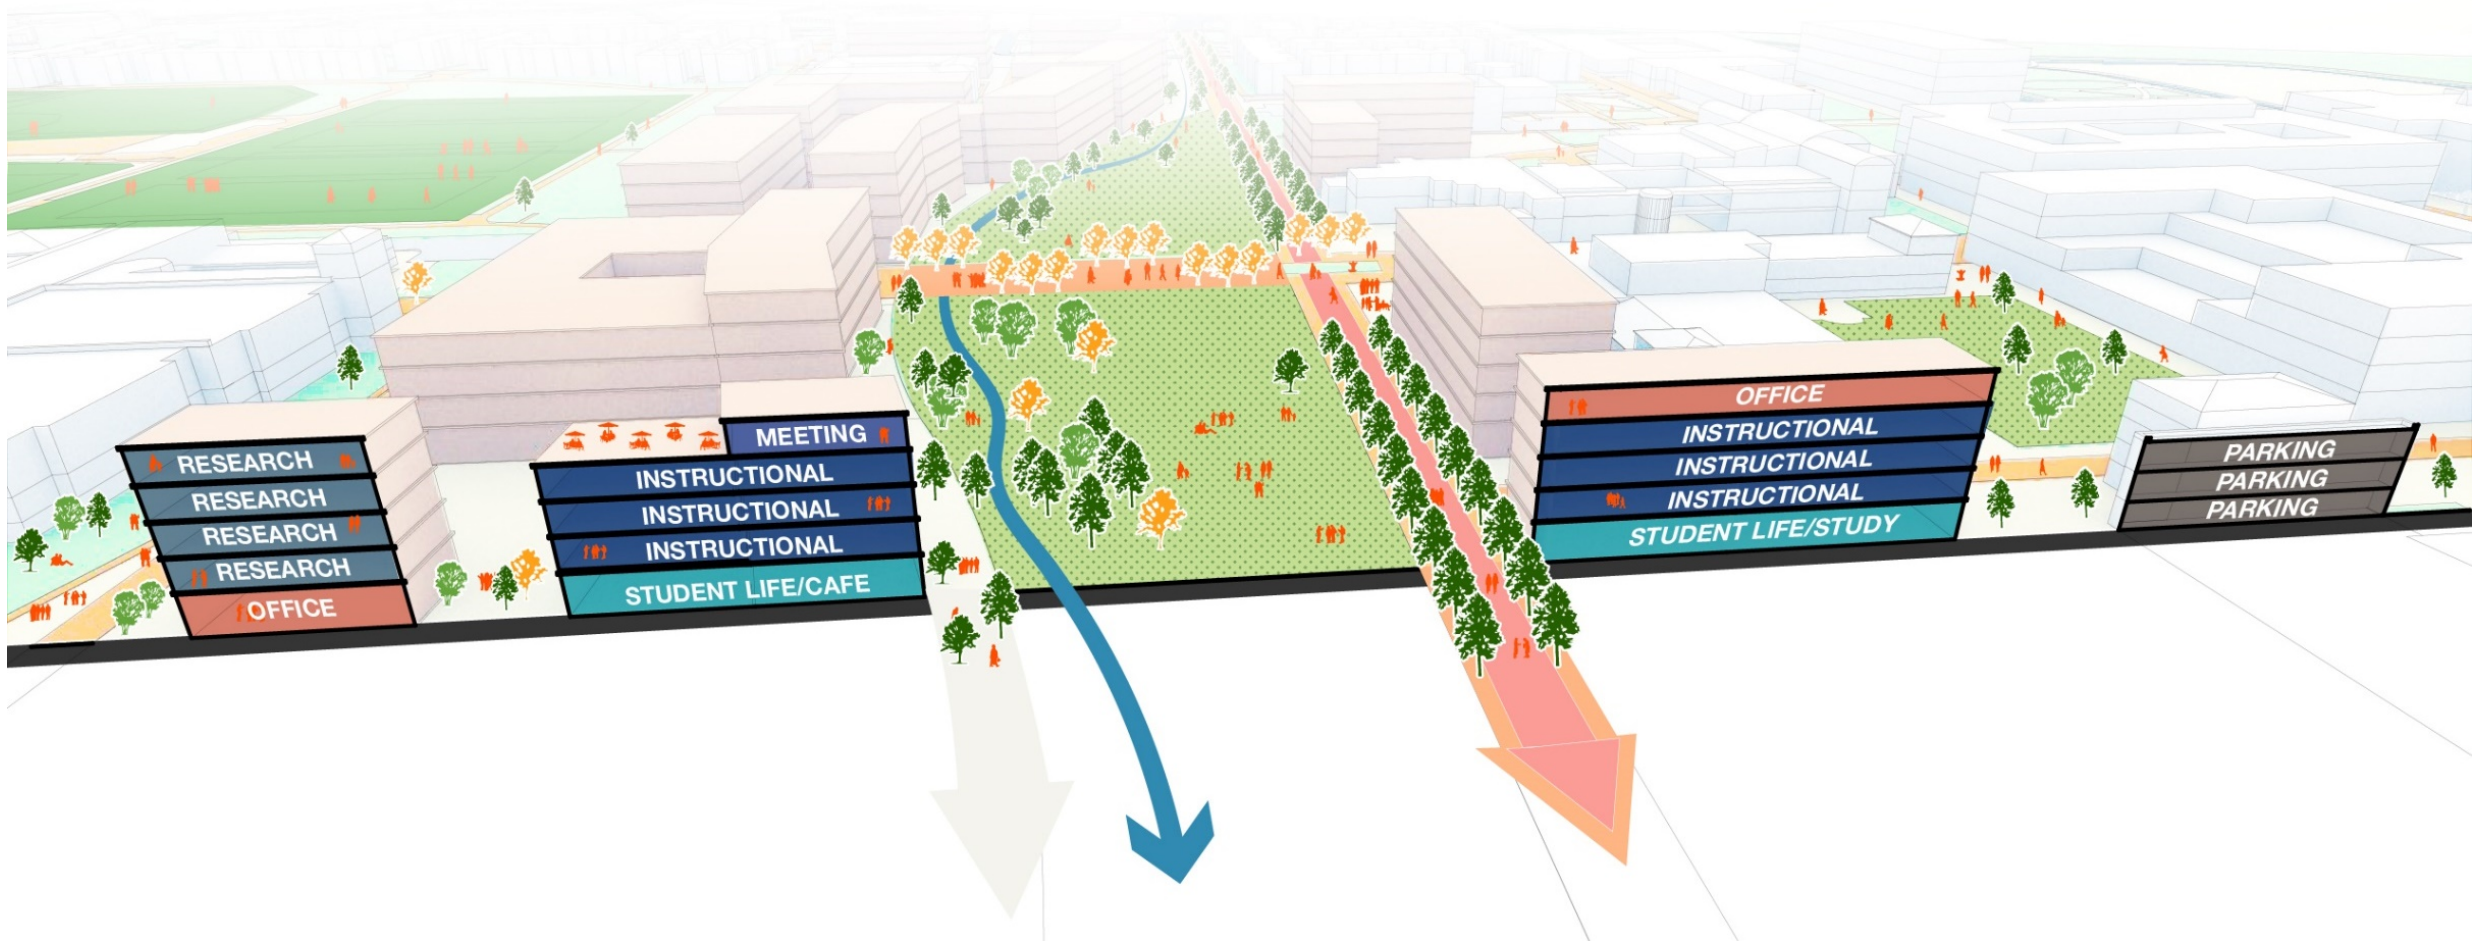 RESEARCH
RESEARCH
RESEARCH
RESEARCH
OFFICE
MEETING
INSTRUCTIONAL
INSTRUCTIONAL
INSTRUCTIONAL
STUDENT LIFE/CAFE
OFFICE
INSTRUCTIONAL
INSTRUCTIONAL
INSTRUCTIONAL
STUDENT LIFE/STUDY
PARKING
PARKING
PARKING